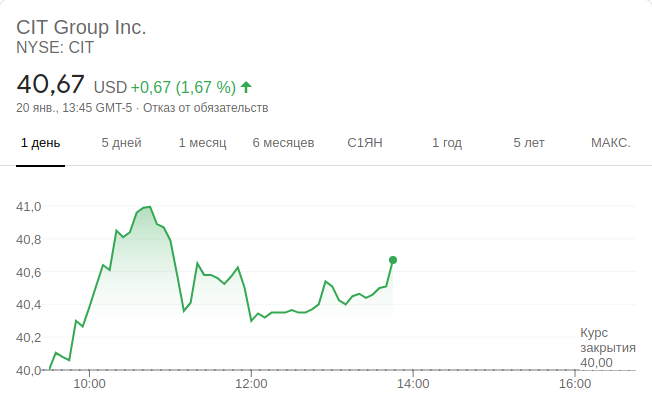 CIT Group Inc.
NYSE: CIT
40,67 USD +0,67 (1,67 %)
20 янв., 13:45 GMT-5 · Отказ от обязательств
1 день 5 дней 1 месяц 6 месяцев С1ЯН 1 год 5 лет МАКС.
41,0
40,8
40,6
40,4
40,2
40,0
Курс
закрытия
40,00
10:00 12:00 14:00 16:00